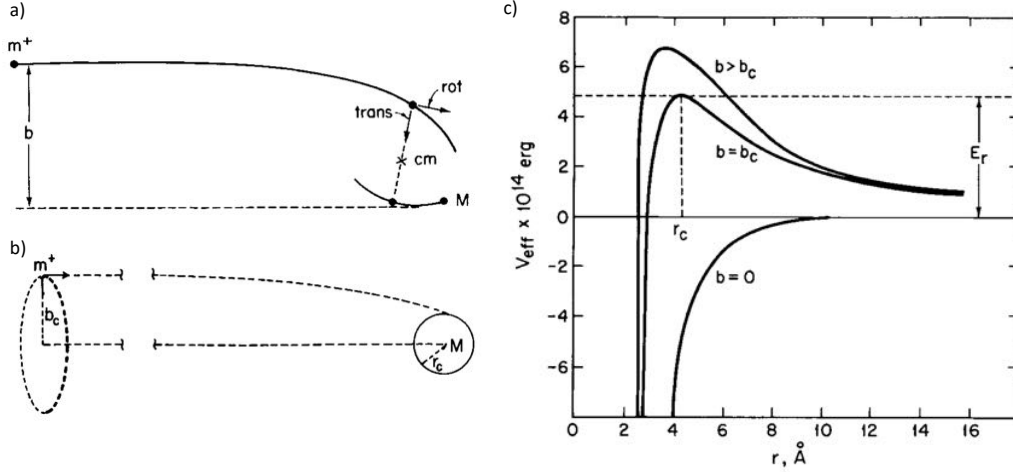 a)
m+
b
trans
rot
cm
M
b)
m+
bc
rc
M
c)
Veff × 10^14 erg
8
6
4
2
0
-2
-4
-6
b>bc
b=bc
b=0
rc
Er
0 2 4 6 8 10 12 14 16
r, Å